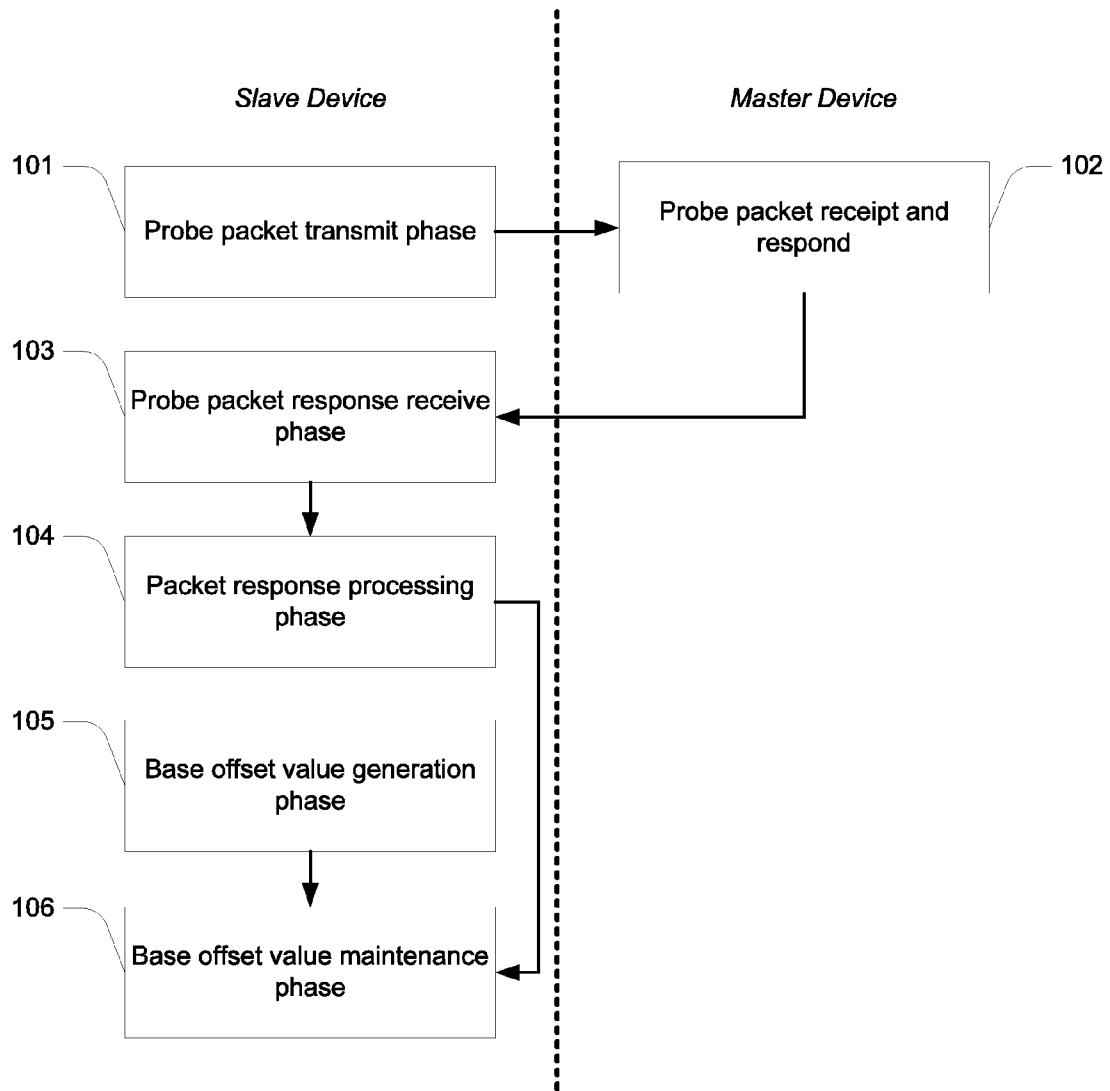 Slave Device
Master Device
101
102
Probe packet transmit phase
Probe packet receipt and
respond
103
Probe packet response receive
phase
104
Packet response processing
phase
105
Base offset value generation
phase
106
Base offset value maintenance
phase